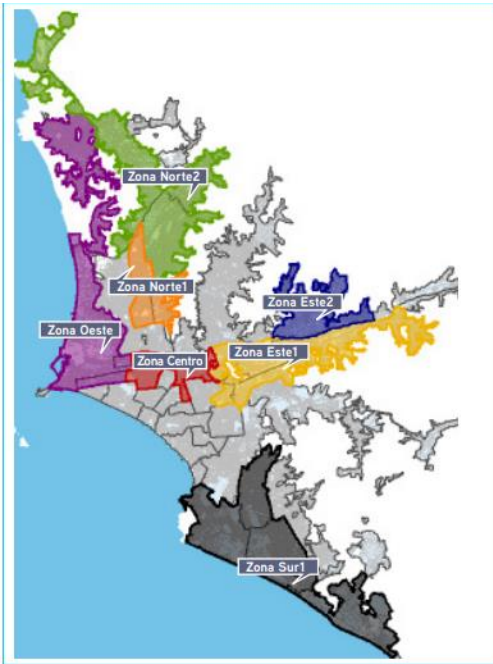 Zona Norte2
Zona Norte1
Zona Este2
Zona Oeste
Zona Centro
Zona Este1
Zona Sur1